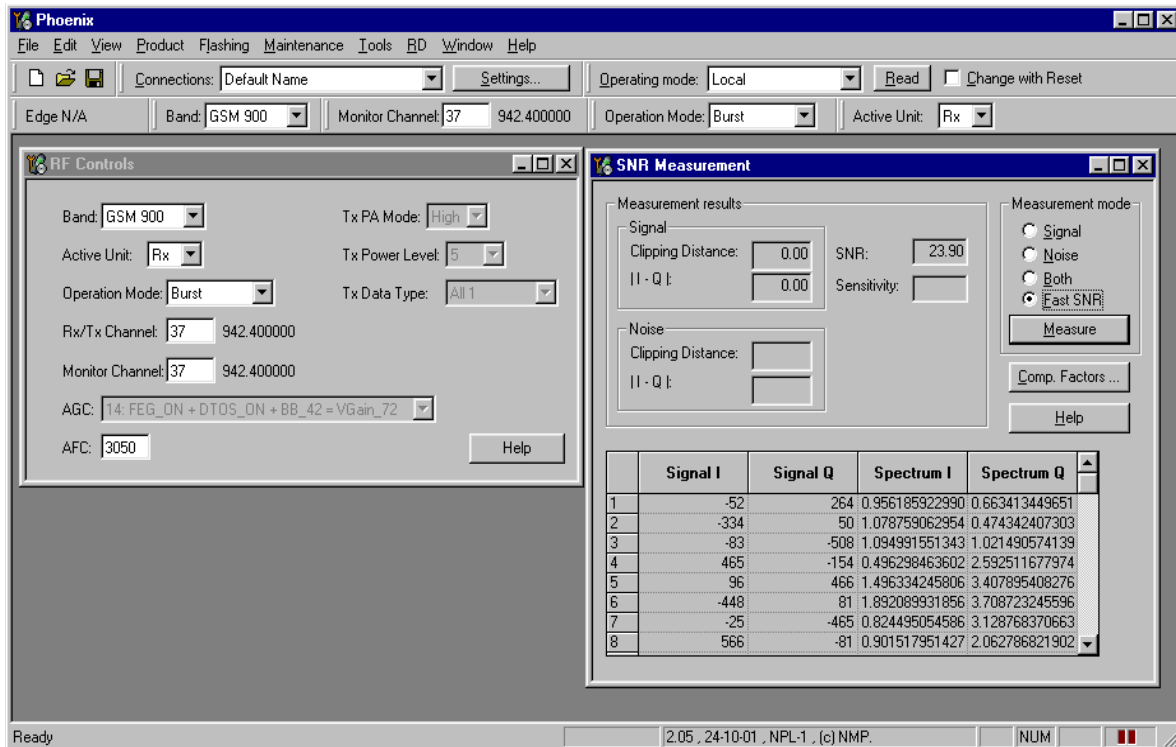 Phoenix
File Edit View Product Flashing Maintenance Tools RD Window Help
Connections: Default Name Settings... Operating mode: Local Read Change with Reset
Edge N/A Band: GSM 900 Monitor Channel: 37 942.400000 Operation Mode: Burst Active Unit: Rx
RF Controls
Band: GSM 900 Tx PA Mode: High
Active Unit: Rx Tx Power Level: 5
Operation Mode: Burst Tx Data Type: All 1
Rx/Tx Channel: 37 942.400000
Monitor Channel: 37 942.400000
AGC: 14: FEG_ON + DTOS_ON + BB_42 = VGain_72
AFC: 3050 Help
SNR Measurement
Measurement results
Signal
Clipping Distance: 0.00 SNR: 23.90
| I - Q |: 0.00 Sensitivity:
Noise
Clipping Distance:
| I - Q |:
Measurement mode
Signal
Noise
Both
Fast SNR
Measure
Comp. Factors ...
Help
Signal I Signal Q Spectrum I Spectrum Q
1 -52 264 0.956185922990 0.663413449651
2 -334 50 1.078759062954 0.474342407303
3 -83 -508 1.094991551343 1.021490574139
4 465 -154 0.496298463602 2.592511677974
5 96 466 1.496334245806 3.407895408276
6 -448 81 1.892089931856 3.708723245596
7 -25 -465 0.824495054586 3.128768370663
8 566 -81 0.901517951427 2.062786821902
Ready 2.05 , 24-10-01 , NPL-1 , (c) NMP. NUM